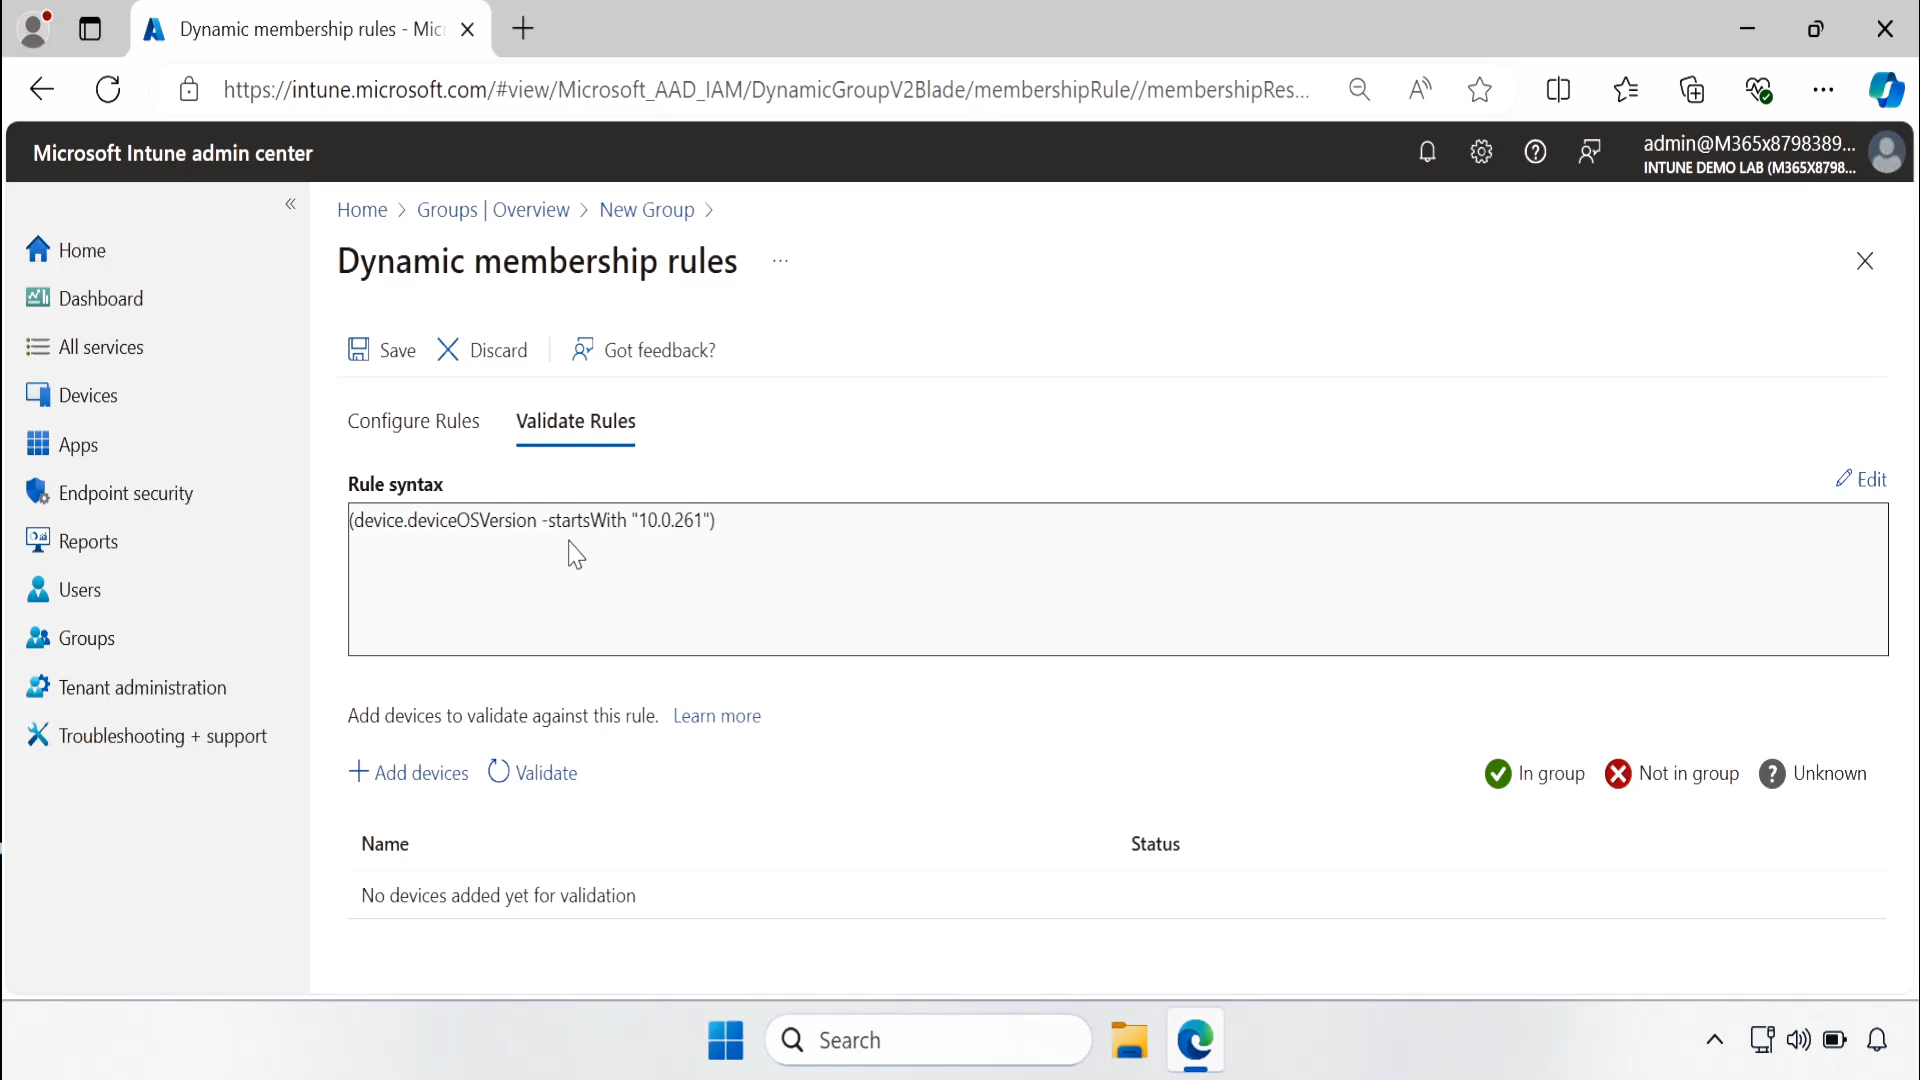 Dynamic membership rules - Mic
https://intune.microsoft.com/#view/Microsoft_AAD_IAM/DynamicGroupV2Blade/membershipRule//membershipRes...
Microsoft Intune admin center
admin@M365x8798389...
INTUNE DEMO LAB (M365X8798...
Home
Dashboard
All services
Devices
Apps
Endpoint security
Reports
Users
Groups
Tenant administration
Troubleshooting + support
Home > Groups | Overview > New Group >
Dynamic membership rules ...
Save Discard Got feedback?
Configure Rules Validate Rules
Rule syntax
Edit
(device.deviceOSVersion -startsWith "10.0.261")
Add devices to validate against this rule. Learn more
Add devices Validate
In group Not in group Unknown
Name Status
No devices added yet for validation
Search